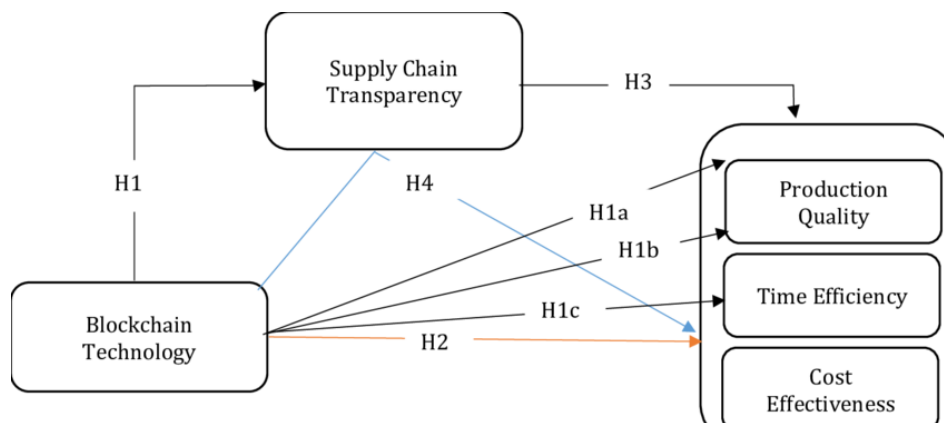 Supply Chain
Transparency
H3
H1
H4
Production
Quality
H1a
H1b
Time Efficiency
H1c
Blockchain
Technology
H2
Cost
Effectiveness